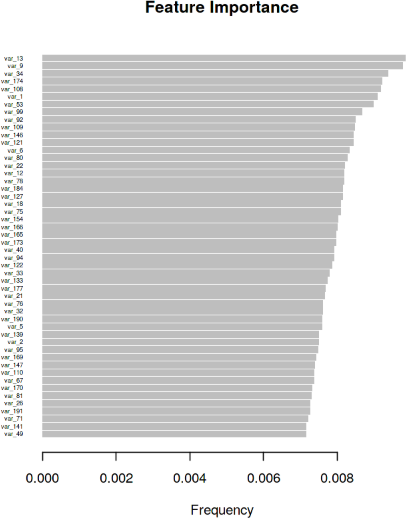 Feature Importance
var_13
var_9
var_34
var_174
var_108
var_1
var_53
var_99
var_92
var_109
var_146
var_121
var_6
var_80
var_22
var_12
var_78
var_184
var_127
var_18
var_75
var_154
var_166
var_165
var_173
var_40
var_94
var_122
var_33
var_133
var_177
var_21
var_76
var_32
var_190
var_5
var_139
var_2
var_95
var_169
var_147
var_110
var_67
var_170
var_81
var_26
var_191
var_71
var_141
var_49
0.000 0.002 0.004 0.006 0.008
Frequency